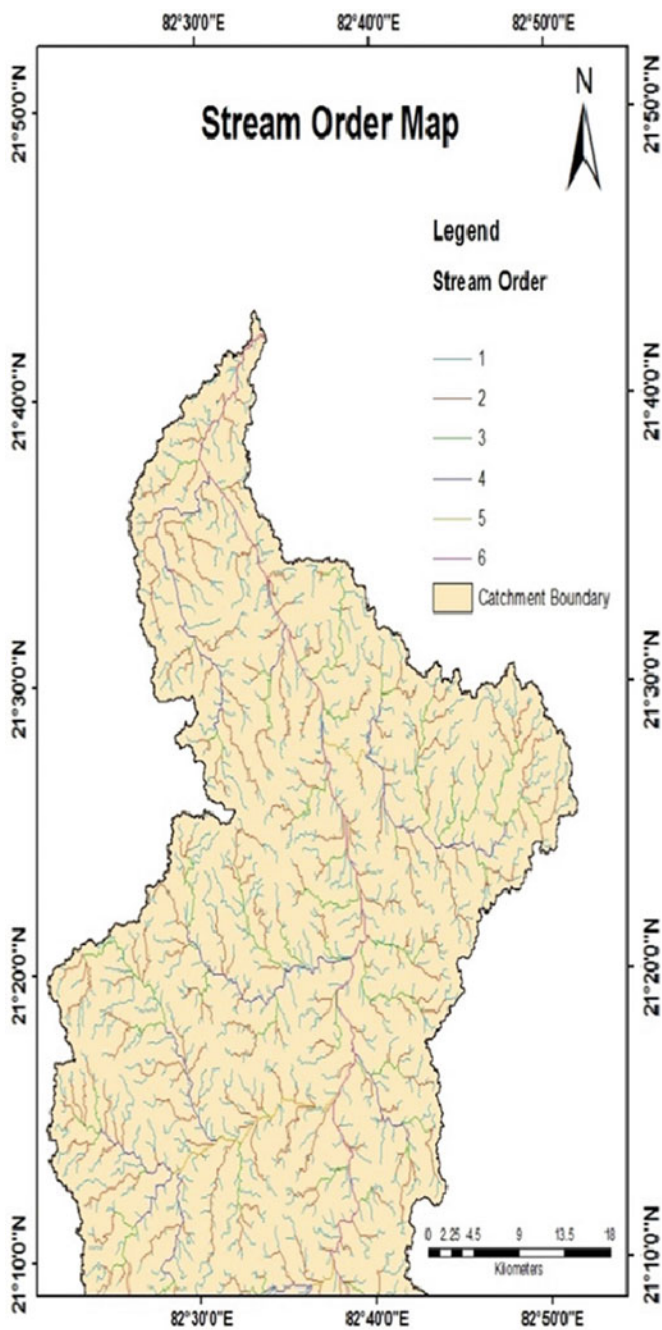 82°30'0"E 82°40'0"E 82°50'0"E
21°50'0"N 21°50'0"N
Stream Order Map
N
Legend
Stream Order
1
21°40'0"N 21°40'0"N
2
3
4
5
6
Catchment Boundary
21°30'0"N 21°30'0"N
21°20'0"N 21°20'0"N
0 2.25 4.5 9 13.5 18
Kilometers
21°10'0"N 21°10'0"N
82°30'0"E 82°40'0"E 82°50'0"E